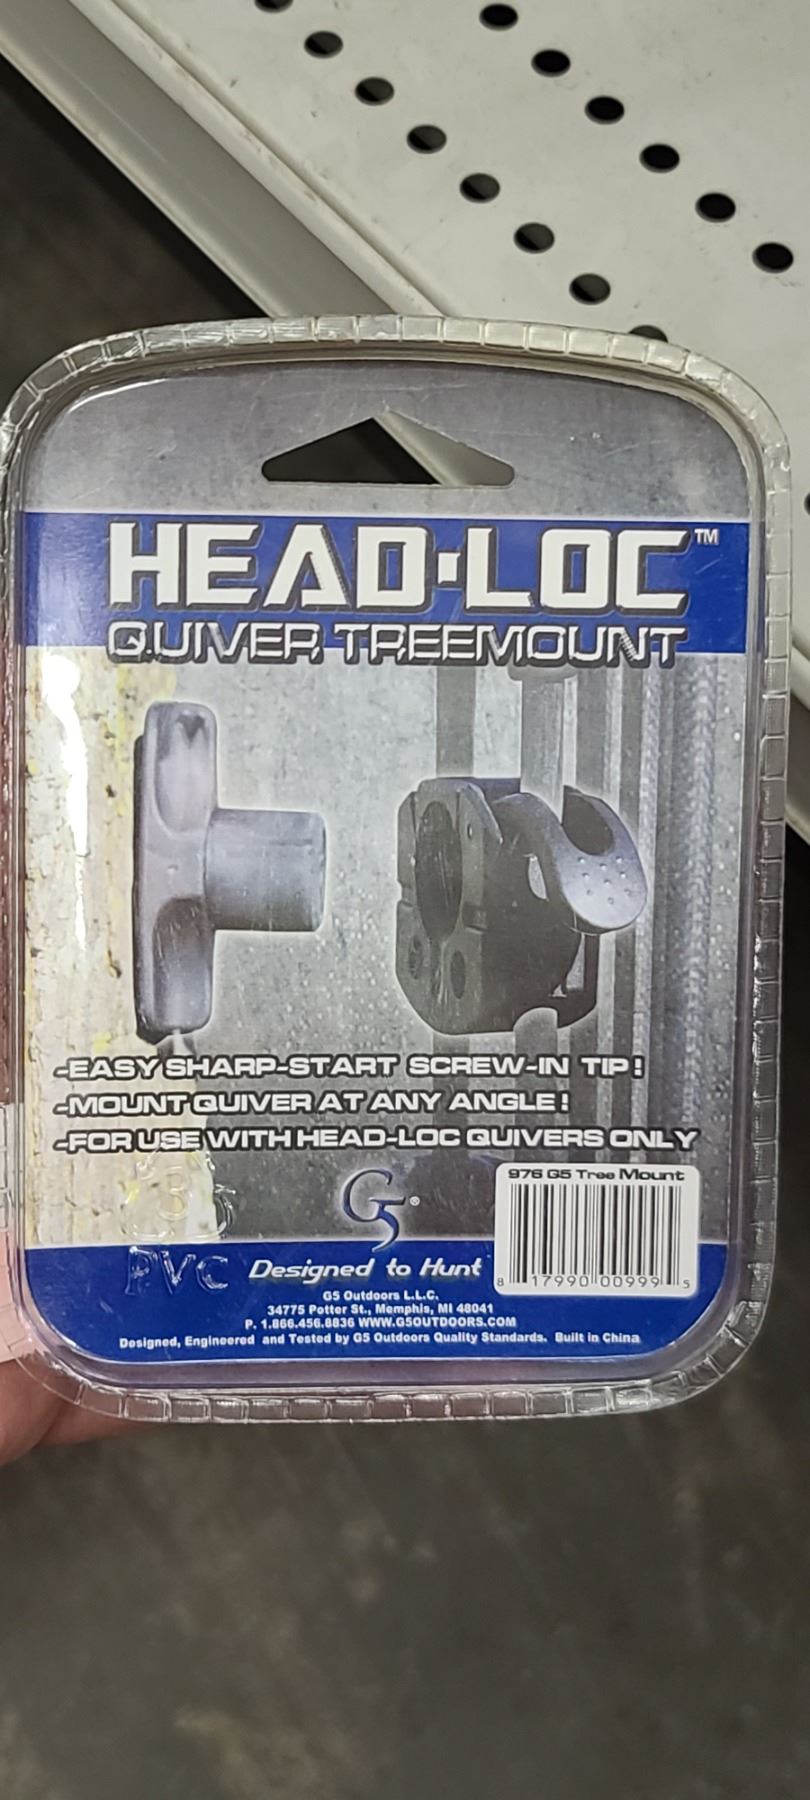 HEAD·LOC™
QUIVER TREEMOUNT
-EASY SHARP-START SCREW-IN TIP!
-MOUNT QUIVER AT ANY ANGLE!
-FOR USE WITH HEAD-LOC QUIVERS ONLY
3
PVC
G5®
Designed to Hunt
976 G5 Tree Mount
8 17990 00999 5
G5 Outdoors L.L.C.
34775 Potter St., Memphis, MI 48041
P. 1.866.456.8836 WWW.G5OUTDOORS.COM
Designed, Engineered and Tested by G5 Outdoors Quality Standards. Built in China